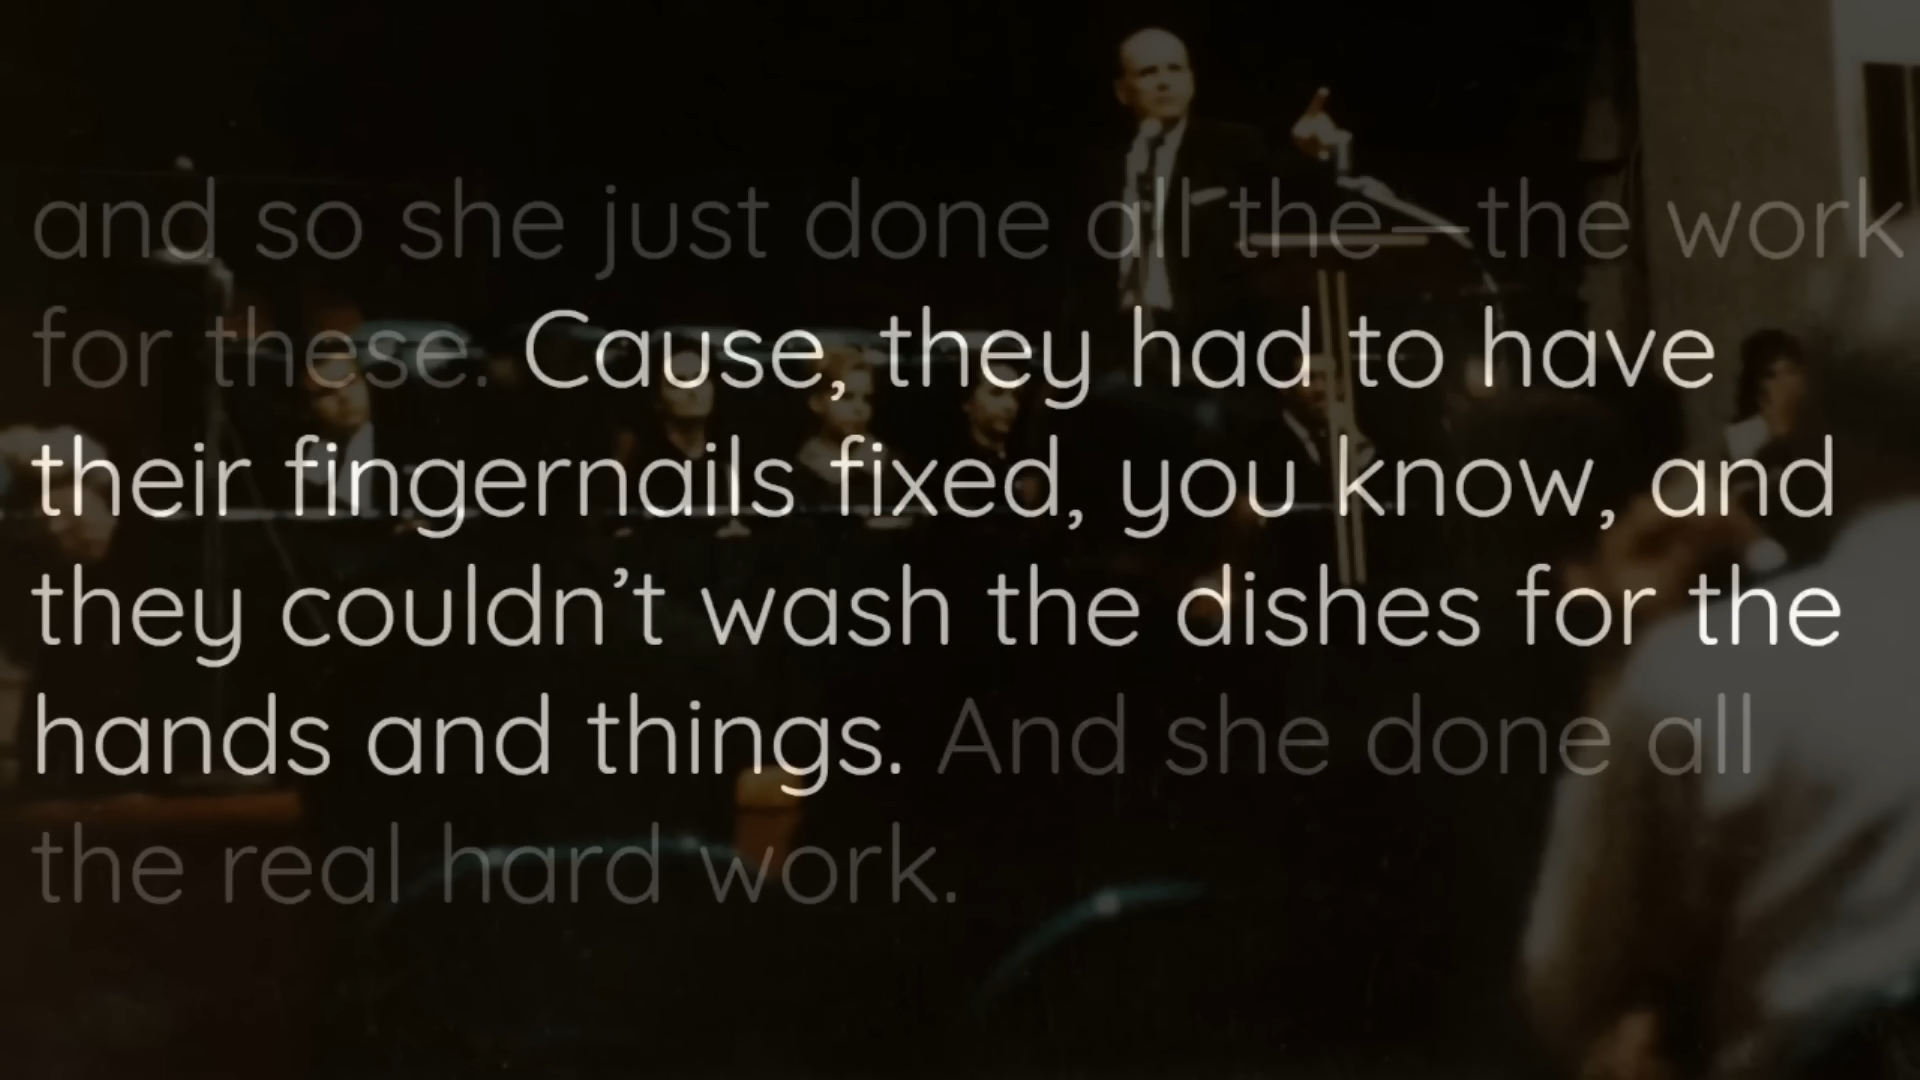 and so she just done all the—the work
for these. Cause, they had to have
their fingernails fixed, you know, and
they couldn’t wash the dishes for the
hands and things. And she done all
the real hard work.